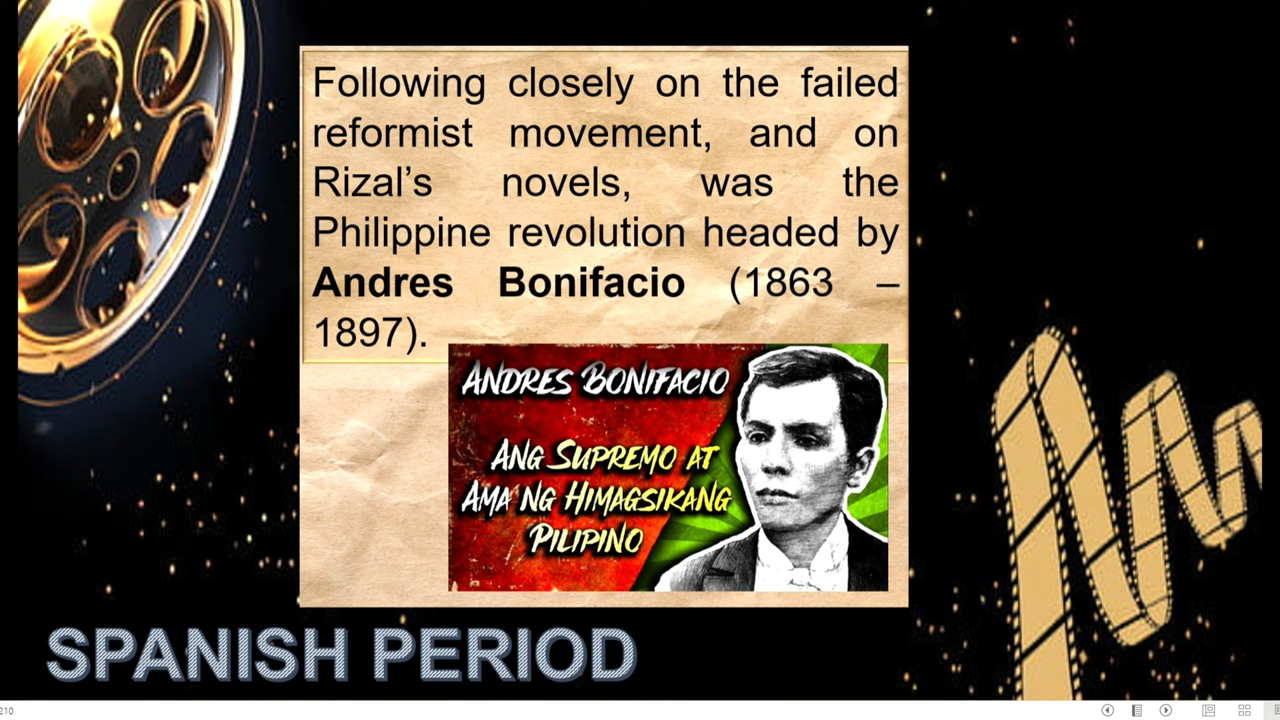 Following closely on the failed
reformist movement, and on
Rizal’s novels, was the
Philippine revolution headed by
Andres Bonifacio (1863 –
1897).
ANDRES BONIFACIO
ANG SUPREMO AT
AMA NG HIMAGSIKANG
PILIPINO
SPANISH PERIOD
210